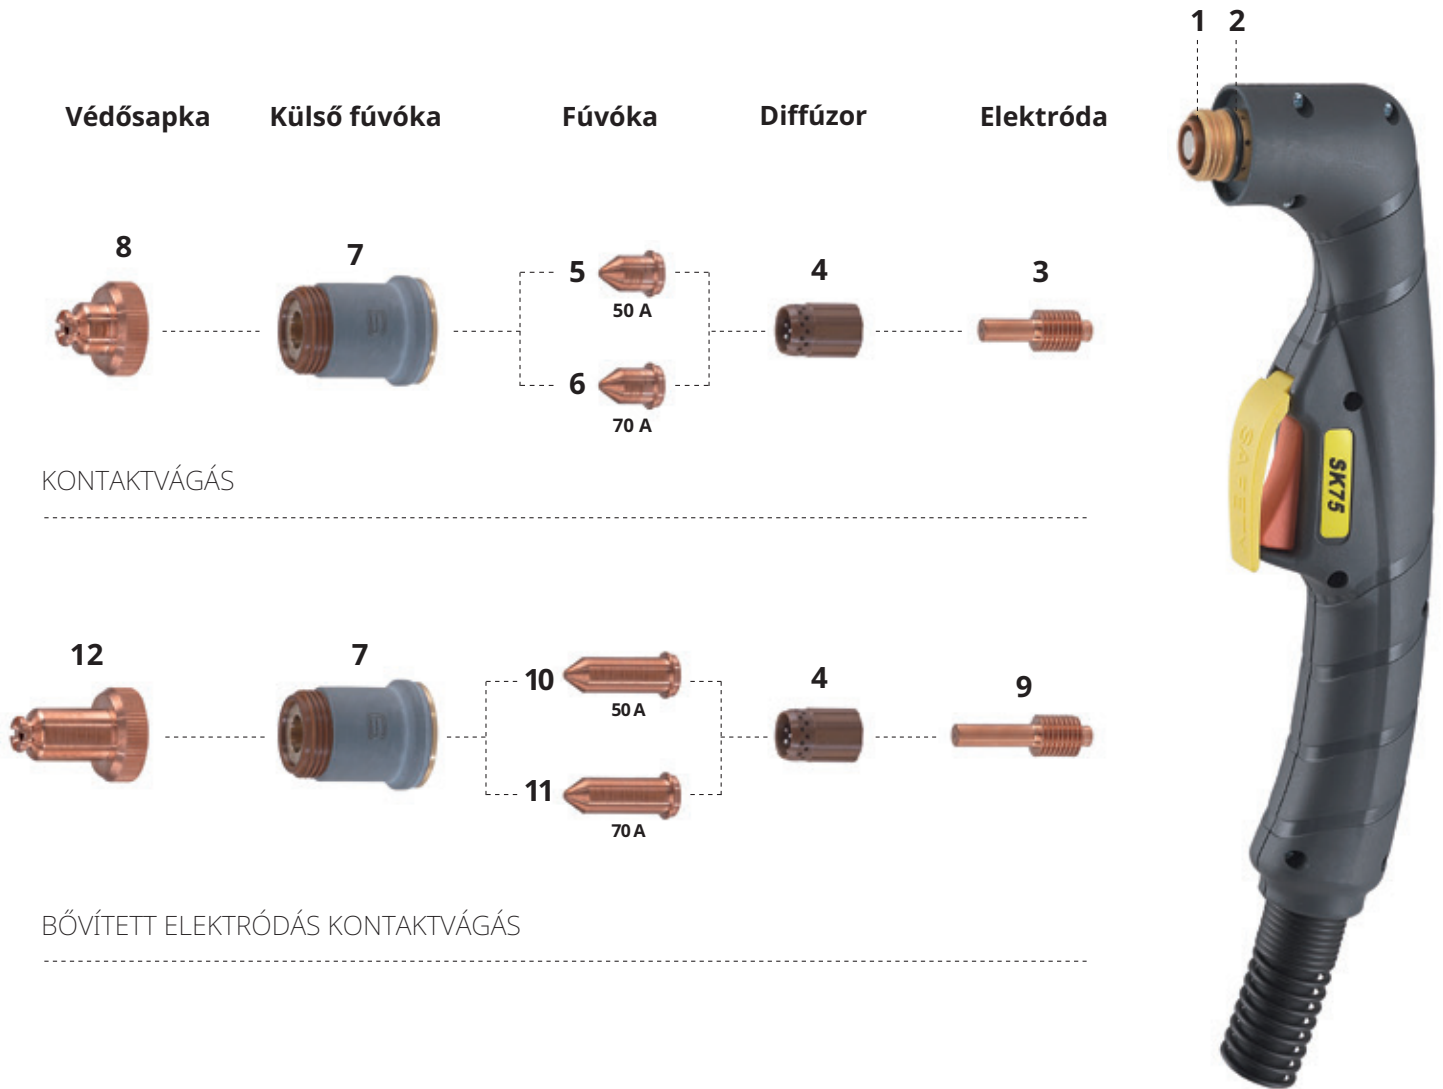 1 2
Védősapka Külső fúvóka Fúvóka Diffúzor Elektróda
8 7 5 4 3
50 A
6
70 A
SK75
KONTAKTVÁGÁS
12 7 10 4 9
50 A
11
70 A
BŐVÍTETT ELEKTRÓDÁS KONTAKTVÁGÁS